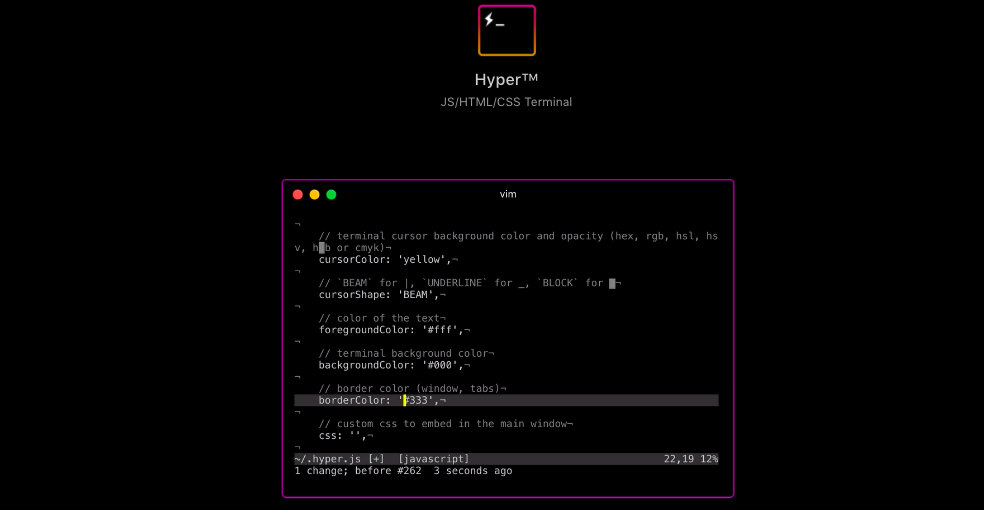 Hyper™
JS/HTML/CSS Terminal
vim
¬
// terminal cursor background color and opacity (hex, rgb, hsl, hs
v, h b or cmyk)¬
cursorColor: 'yellow',¬
¬
// `BEAM` for |, `UNDERLINE` for _, `BLOCK` for █¬
cursorShape: 'BEAM',¬
¬
// color of the text¬
foregroundColor: '#fff',¬
¬
// terminal background color¬
backgroundColor: '#000',¬
¬
// border color (window, tabs)¬
borderColor: '#333',¬
¬
// custom css to embed in the main window¬
css: '',¬
¬
~/.hyper.js [+] [javascript] 22,19 12%
1 change; before #262 3 seconds ago